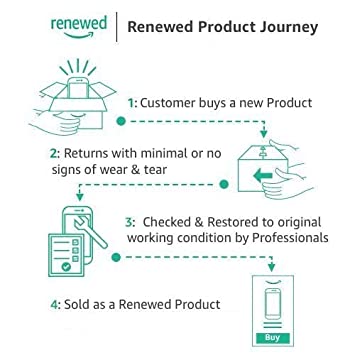 renewed
Renewed Product Journey
1: Customer buys a new Product
2: Returns with minimal or no
signs of wear & tear
3: Checked & Restored to original
working condition by Professionals
4: Sold as a Renewed Product
Buy